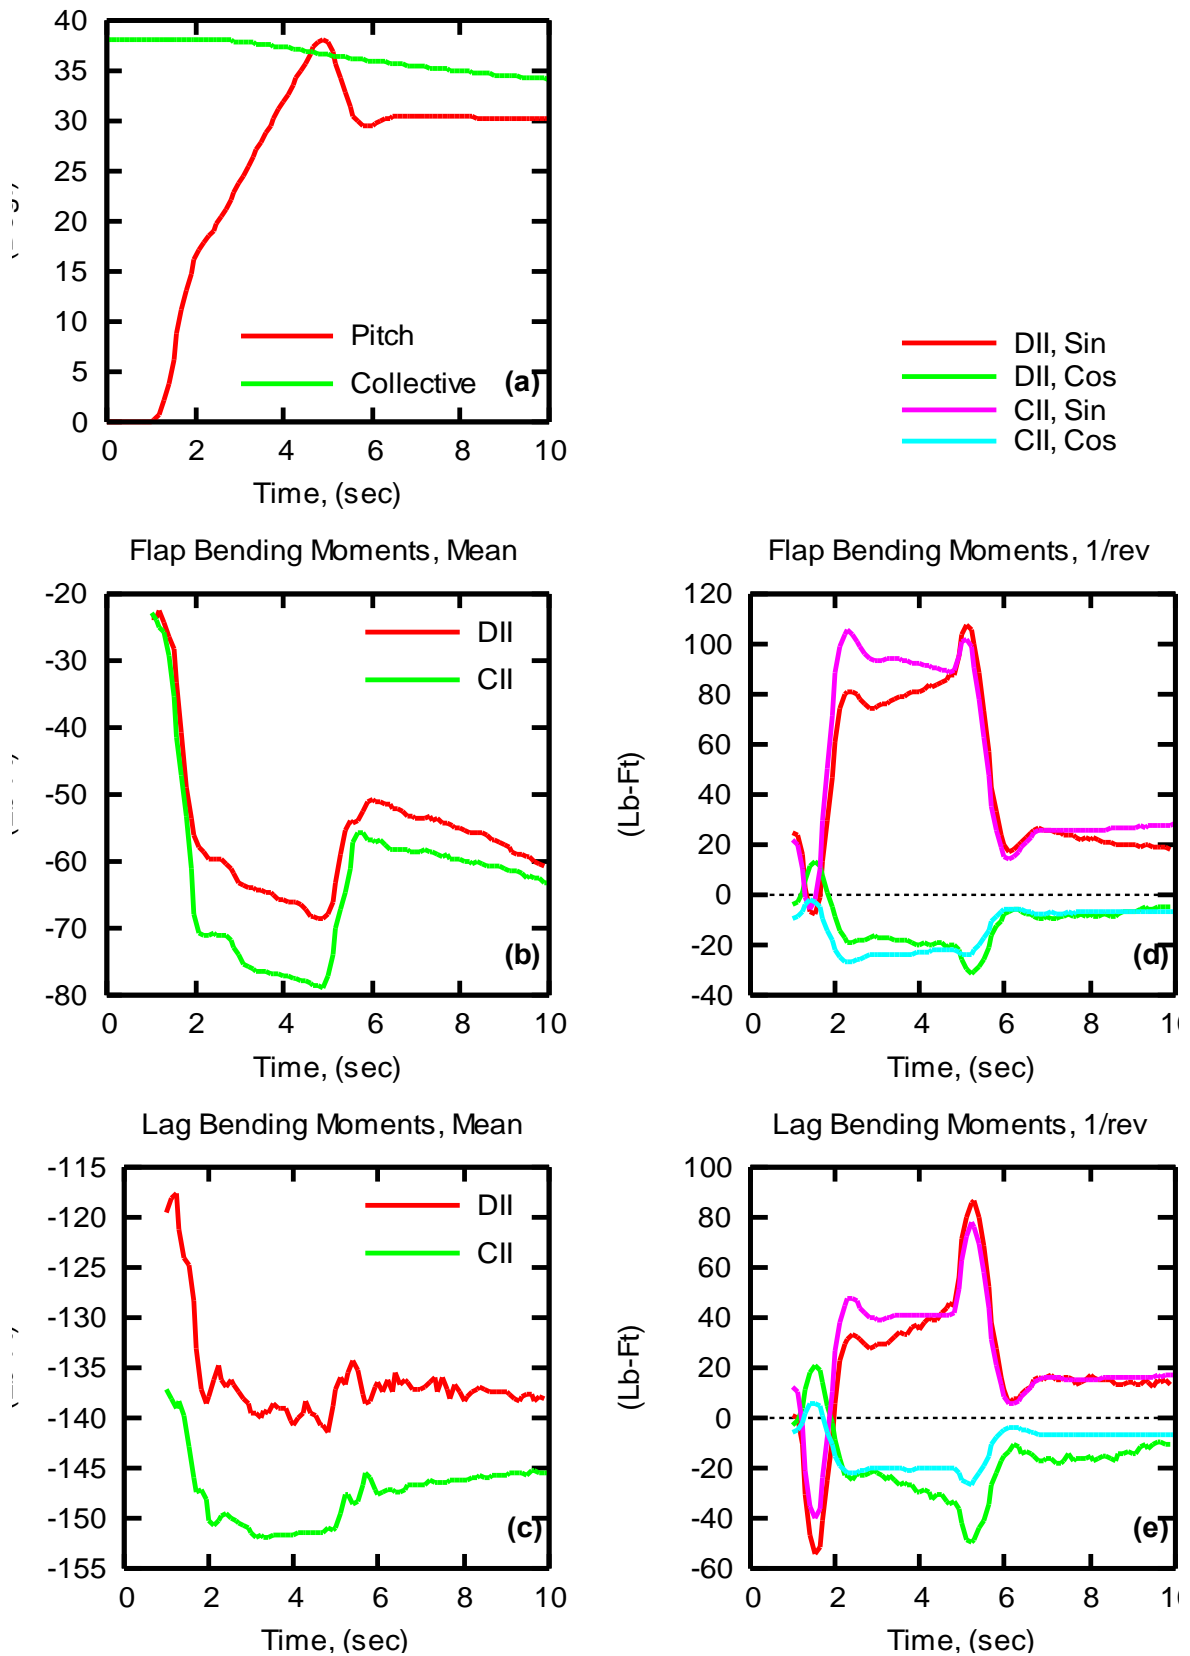 40
35
30
25
20
15
10
5
0
Pitch
Collective
(a)
0 2 4 6 8 10
Time, (sec)
DII, Sin
DII, Cos
CII, Sin
CII, Cos
Flap Bending Moments, Mean
-20
-30
-40
-50
-60
-70
-80
DII
CII
(b)
0 2 4 6 8 10
Time, (sec)
Flap Bending Moments, 1/rev
(Lb-Ft)
120
100
80
60
40
20
0
-20
-40
(d)
0 2 4 6 8
Time, (sec)
Lag Bending Moments, Mean
-115
-120
-125
-130
-135
-140
-145
-150
-155
DII
CII
(c)
0 2 4 6 8 10
Time, (sec)
Lag Bending Moments, 1/rev
(Lb-Ft)
100
80
60
40
20
0
-20
-40
-60
(e)
0 2 4 6 8
Time, (sec)